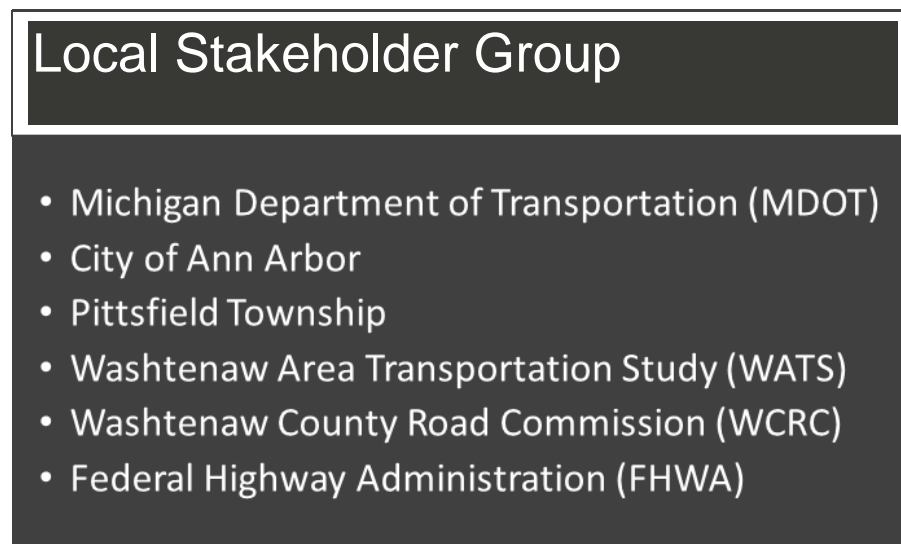 Local Stakeholder Group
• Michigan Department of Transportation (MDOT)
• City of Ann Arbor
• Pittsfield Township
• Washtenaw Area Transportation Study (WATS)
• Washtenaw County Road Commission (WCRC)
• Federal Highway Administration (FHWA)